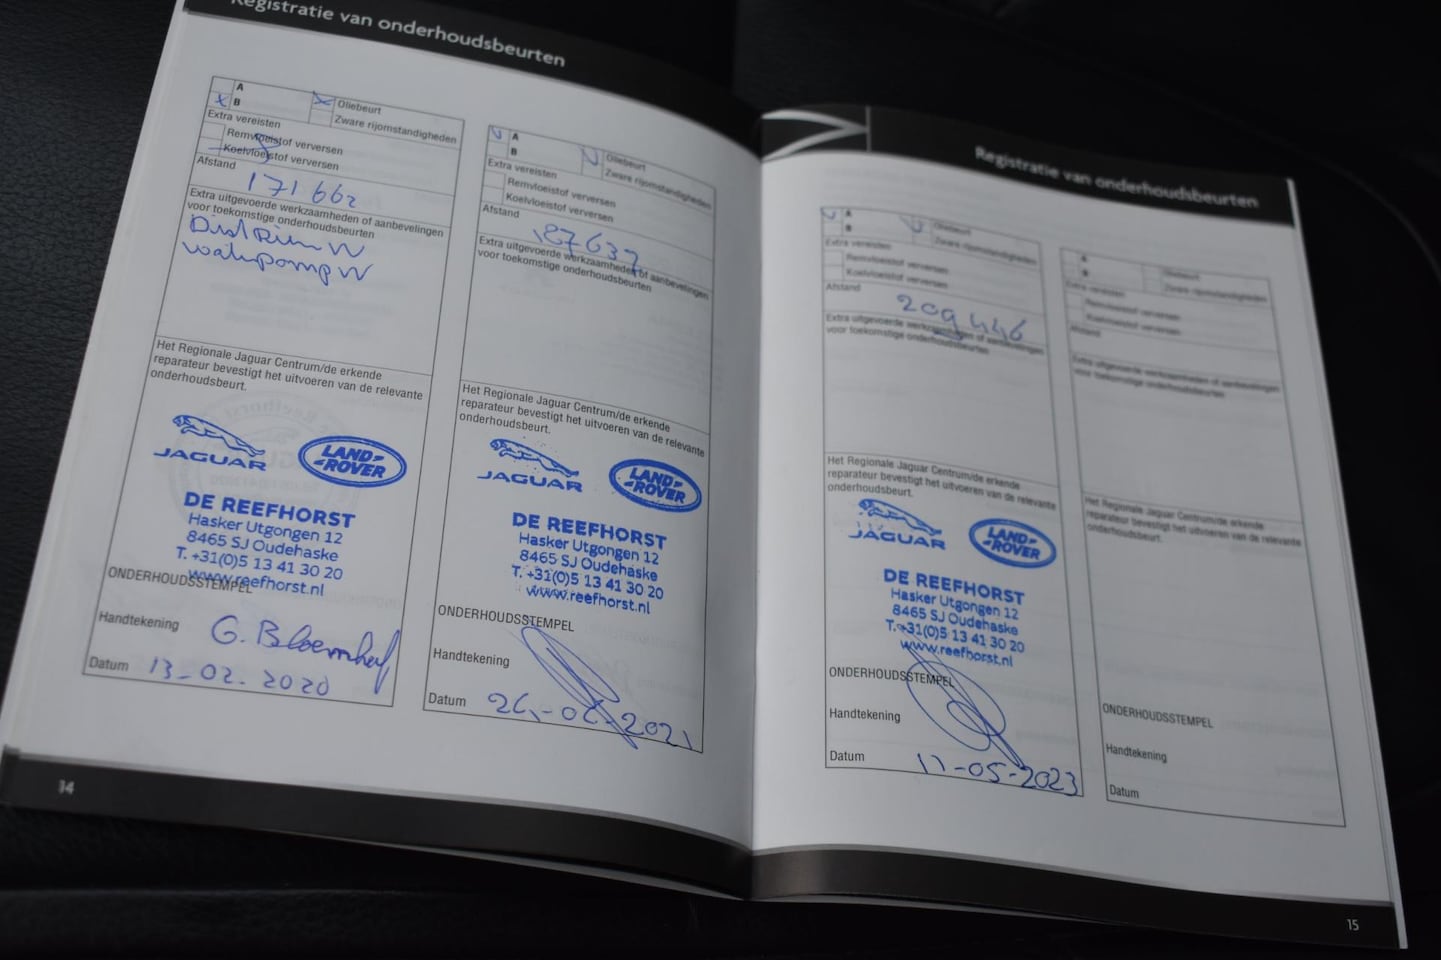 Registratie van onderhoudsbeurten
A
B
Oliebeurt
Zware rijomstandigheden
Extra vereisten
Remvloeistof verversen
Koelvloeistof verversen
Afstand
171 662
Extra uitgevoerde werkzaamheden of aanbevelingen
voor toekomstige onderhoudsbeurten
waterpomp VV
Het Regionale Jaguar Centrum/de erkende
reparateur bevestigt het uitvoeren van de relevante
onderhoudsbeurt.
JAGUAR
LAND-
-ROVER
DE REEFHORST
Hasker Utgongen 12
8465 SJ Oudehaske
T. +31(0)5 13 41 30 20
www.reefhorst.nl
ONDERHOUDSSTEMPEL
Handtekening
Datum 13-02.2020
14
A
B
Oliebeurt
Zware rijomstandigheden
Extra vereisten
Remvloeistof verversen
Koelvloeistof verversen
Afstand
187637
Extra uitgevoerde werkzaamheden of aanbevelingen
voor toekomstige onderhoudsbeurten
Het Regionale Jaguar Centrum/de erkende
reparateur bevestigt het uitvoeren van de relevante
onderhoudsbeurt.
JAGUAR
LAND-
-ROVER
DE REEFHORST
Hasker Utgongen 12
8465 SJ Oudehaske
T. +31(0)5 13 41 30 20
www.reefhorst.nl
ONDERHOUDSSTEMPEL
Handtekening
Datum
Registratie van onderhoudsbeurten
A
B
Oliebeurt
Zware rijomstandigheden
Extra vereisten
Remvloeistof verversen
Koelvloeistof verversen
Afstand
209446
Extra uitgevoerde werkzaamheden of aanbevelingen
voor toekomstige onderhoudsbeurten
Het Regionale Jaguar Centrum/de erkende
reparateur bevestigt het uitvoeren van de relevante
onderhoudsbeurt.
JAGUAR
LAND-
-ROVER
DE REEFHORST
Hasker Utgongen 12
8465 SJ Oudehaske
T. +31(0)5 13 41 30 20
www.reefhorst.nl
ONDERHOUDSSTEMPEL
Handtekening
Datum 11-05-2023
A
B
Oliebeurt
Zware rijomstandigheden
Extra vereisten
Remvloeistof verversen
Koelvloeistof verversen
Afstand
Extra uitgevoerde werkzaamheden of aanbevelingen
voor toekomstige onderhoudsbeurten
Het Regionale Jaguar Centrum/de erkende
reparateur bevestigt het uitvoeren van de relevante
onderhoudsbeurt.
ONDERHOUDSSTEMPEL
Handtekening
Datum
15